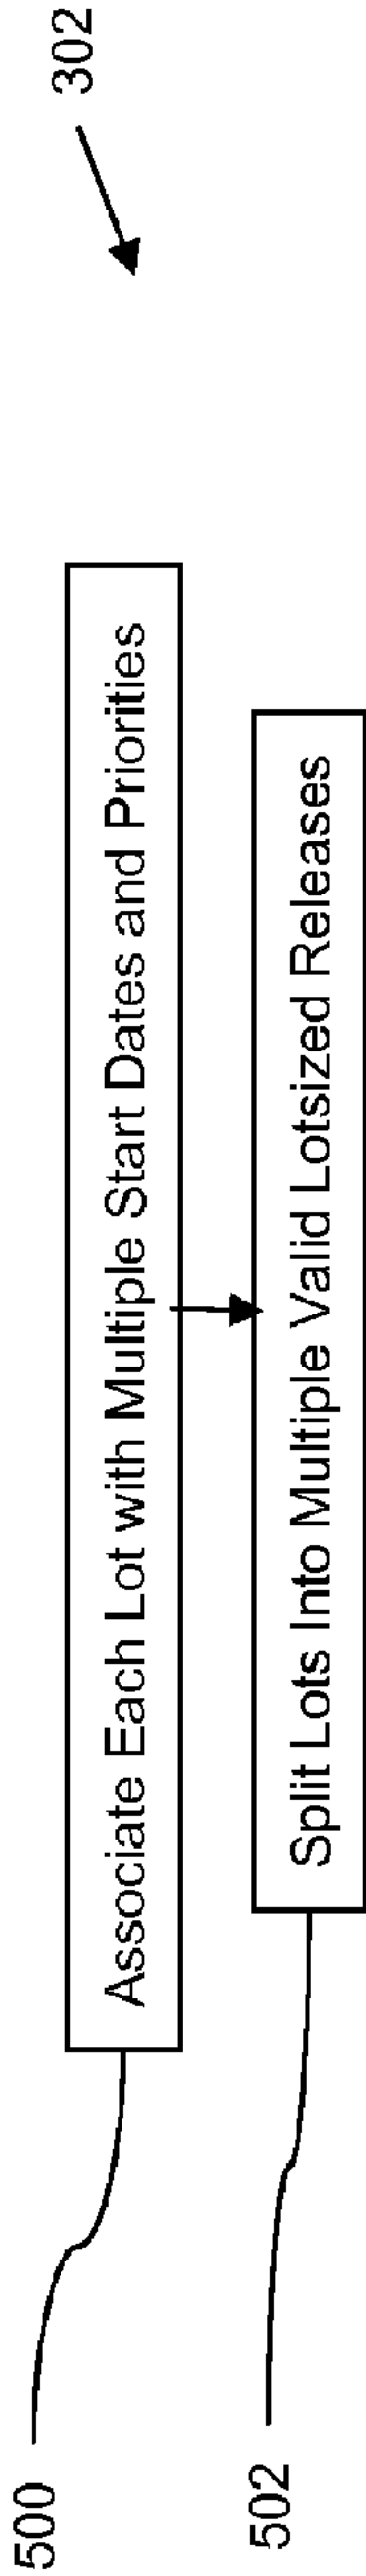 302
500
Associate Each Lot with Multiple Start Dates and Priorities
502
Split Lots Into Multiple Valid Lotsized Releases